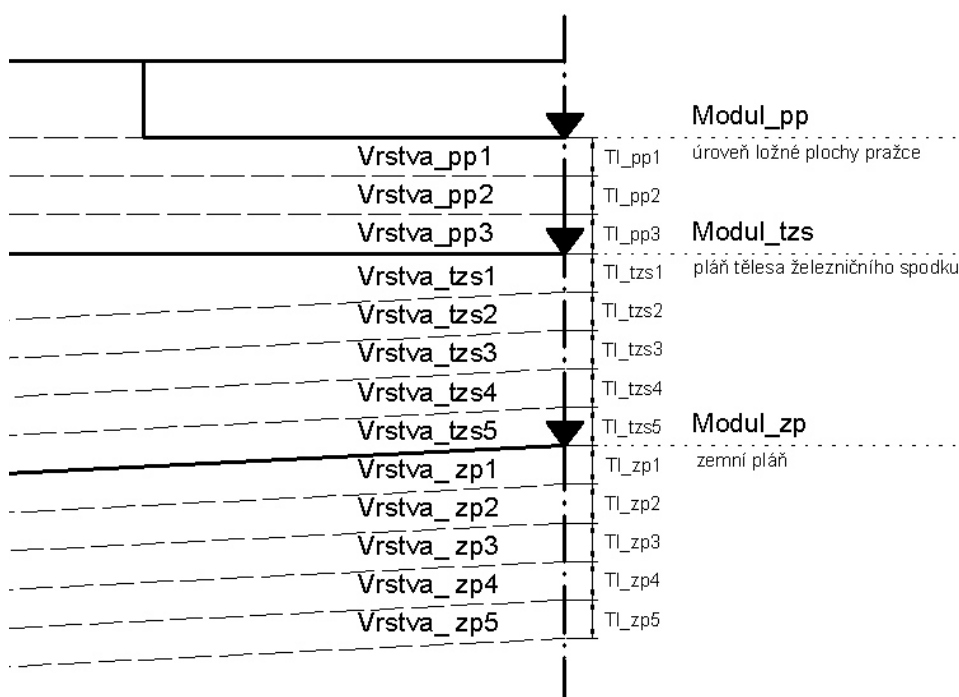 Modul_pp
Vrstva_pp1 Tl_pp1 úroveň ložné plochy pražce
Vrstva_pp2 Tl_pp2
Vrstva_pp3 Tl_pp3 Modul_tzs
Vrstva_tzs1 Tl_tzs1 pláň tělesa železničního spodku
Vrstva_tzs2 Tl_tzs2
Vrstva_tzs3 Tl_tzs3
Vrstva_tzs4 Tl_tzs4
Vrstva_tzs5 Tl_tzs5 Modul_zp
Vrstva_ zp1 Tl_zp1 zemní pláň
Vrstva_ zp2 Tl_zp2
Vrstva_ zp3 Tl_zp3
Vrstva_ zp4 Tl_zp4
Vrstva_ zp5 Tl_zp5